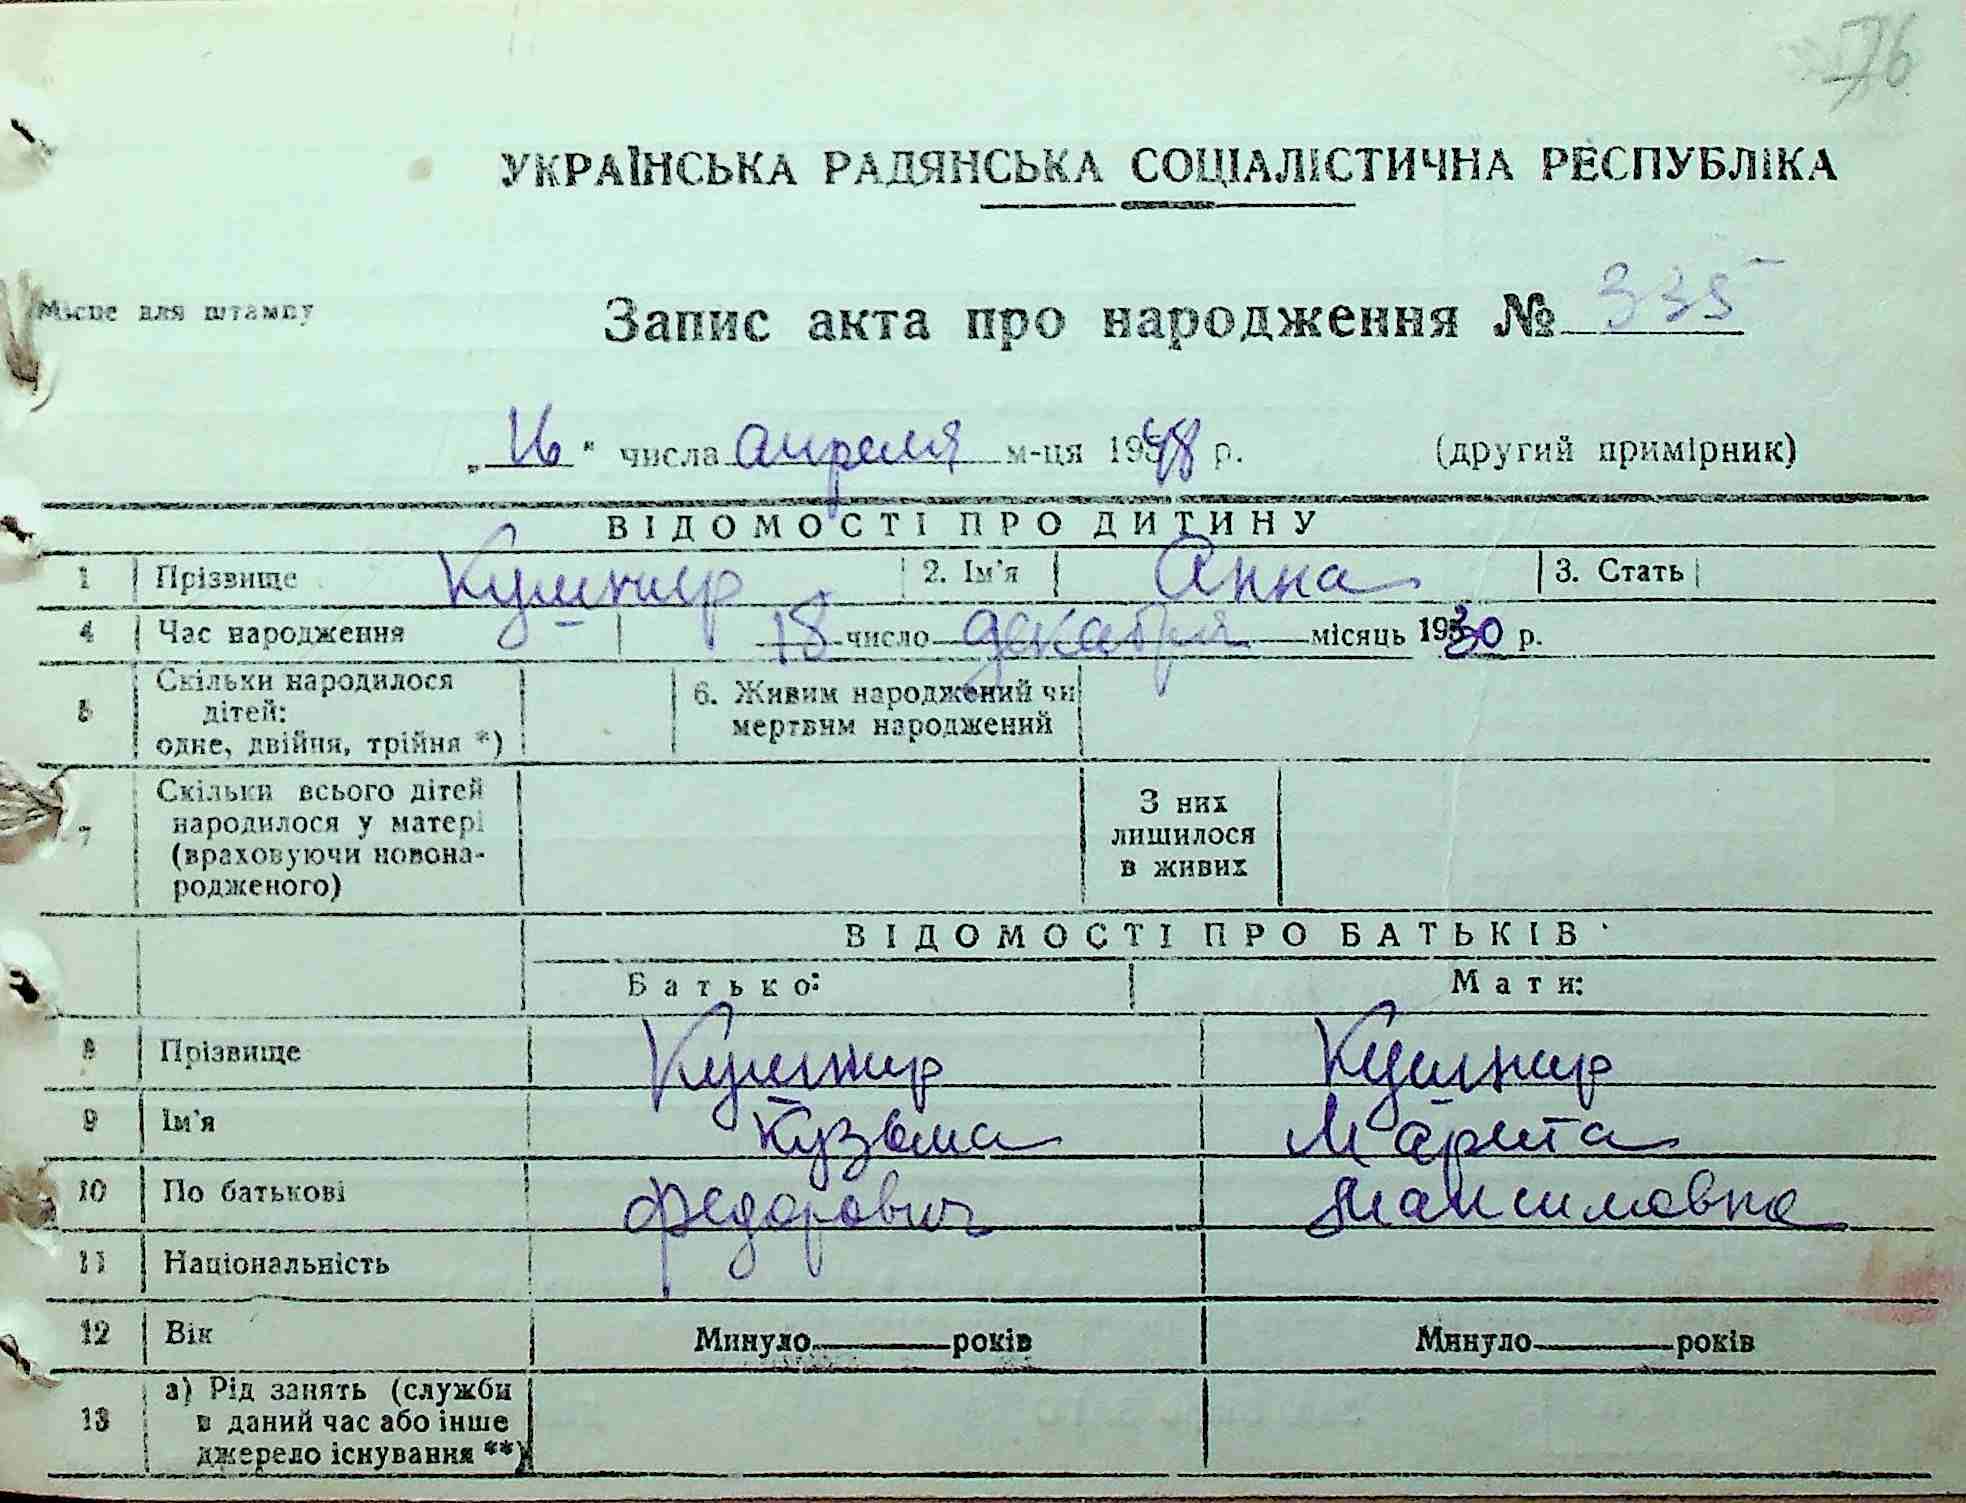 76
УКРАЇНСЬКА РАДЯНСЬКА СОЦІАЛІСТИЧНА РЕСПУБЛІКА
Місце для штампу
Запис акта про народження № 335
„16" числа апреля м-ця 1948 р. (другий примірник)
ВІДОМОСТІ ПРО ДИТИНУ
1 Прізвище Кушнир 2. Ім'я Анна 3. Стать
4 Час народження 18 число декабря місяць 1930 р.
5 Скільки народилося дітей: одне, двійня, трійня *) 6. Живим народжений чи мертвим народжений
7 Скільки всього дітей народилося у матері (враховуючи новонародженого) З них лишилося в живих
ВІДОМОСТІ ПРО БАТЬКІВ
Батько: Мати:
8 Прізвище Кушнир Кушнир
9 Ім'я Кузьма Марита
10 По батькові Федорович Максимовна
11 Національність
12 Вік Минуло років Минуло років
13 а) Рід занять (служби в даний час або інше джерело існування **)